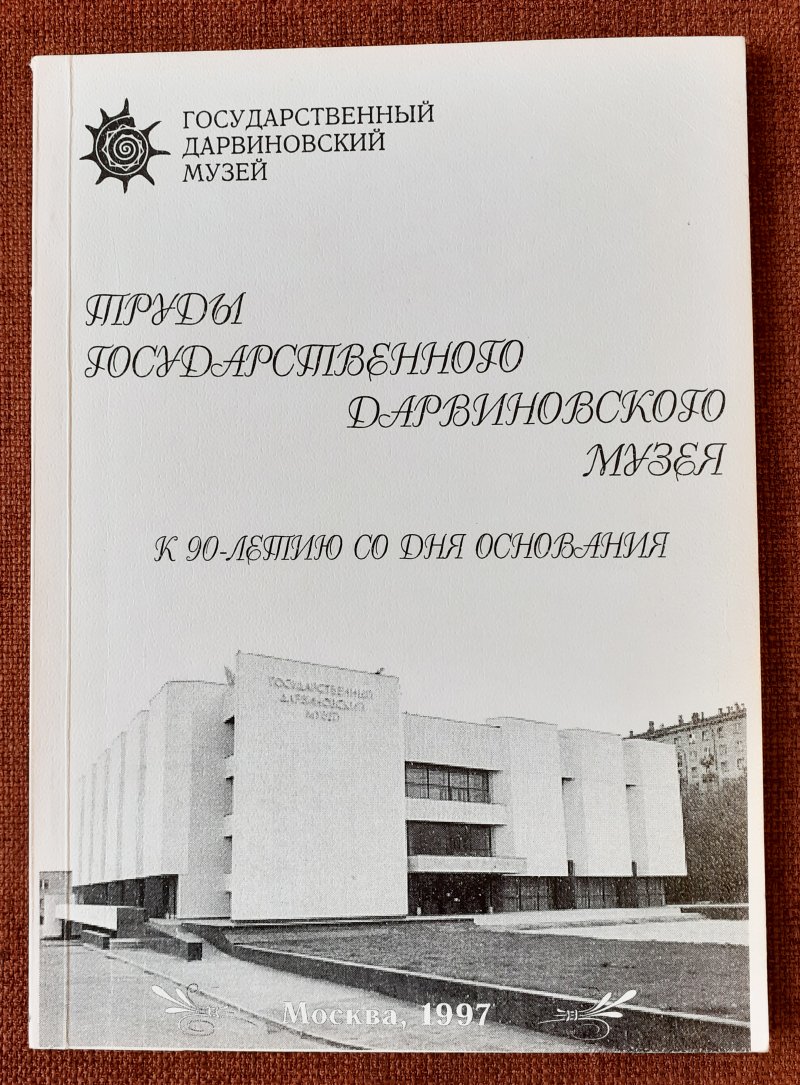 ГОСУДАРСТВЕННЫЙ
ДАРВИНОВСКИЙ
МУЗЕЙ
ТРУДЫ
ГОСУДАРСТВЕННОГО
ДАРВИНОВСКОГО
МУЗЕЯ
К 90-ЛЕТИЮ СО ДНЯ ОСНОВАНИЯ
ГОСУДАРСТВЕННЫЙ
ДАРВИНОВСКИЙ
МУЗЕЙ
Москва, 1997